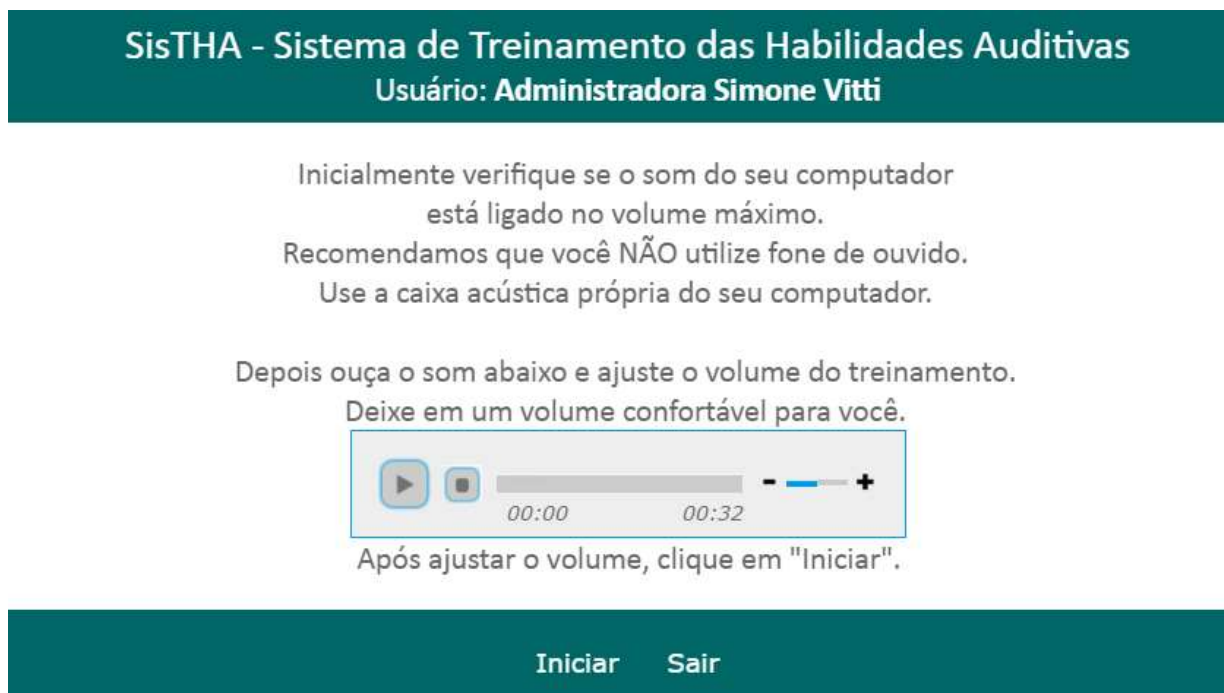 SisTHA - Sistema de Treinamento das Habilidades Auditivas
Usuário: Administradora Simone Vitti
Inicialmente verifique se o som do seu computador
está ligado no volume máximo.
Recomendamos que você NÃO utilize fone de ouvido.
Use a caixa acústica própria do seu computador.
Depois ouça o som abaixo e ajuste o volume do treinamento.
Deixe em um volume confortável para você.
- +
00:00 00:32
Após ajustar o volume, clique em "Iniciar".
Iniciar Sair